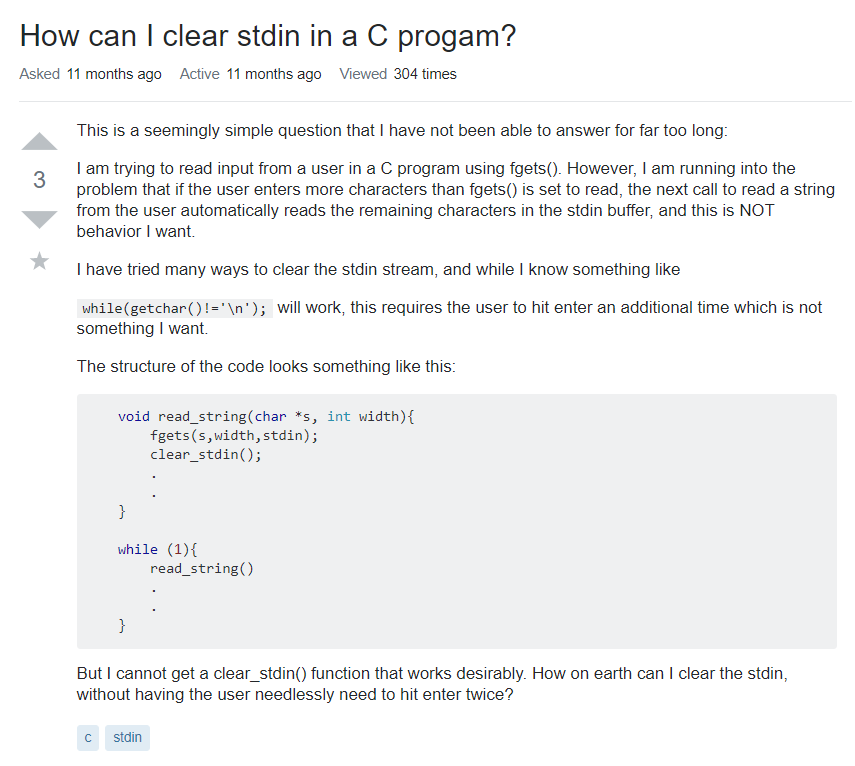 How can I clear stdin in a C progam?
Asked 11 months ago Active 11 months ago Viewed 304 times
This is a seemingly simple question that I have not been able to answer for far too long:
3
I am trying to read input from a user in a C program using fgets(). However, I am running into the
problem that if the user enters more characters than fgets() is set to read, the next call to read a string
from the user automatically reads the remaining characters in the stdin buffer, and this is NOT
behavior I want.
I have tried many ways to clear the stdin stream, and while I know something like
while(getchar()!='\n'); will work, this requires the user to hit enter an additional time which is not
something I want.
The structure of the code looks something like this:
void read_string(char *s, int width){
fgets(s,width,stdin);
clear_stdin();
.
.
}
while (1){
read_string()
.
.
}
But I cannot get a clear_stdin() function that works desirably. How on earth can I clear the stdin,
without having the user needlessly need to hit enter twice?
c stdin